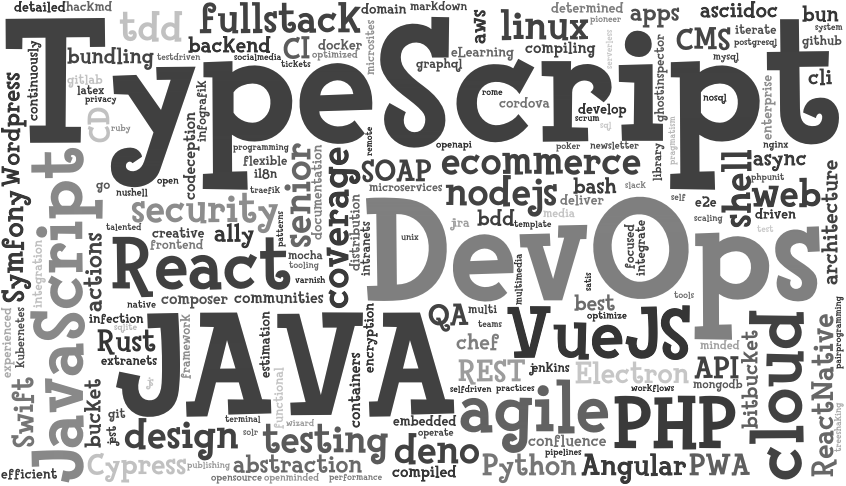 detailed
hackmd
tdd
fullstack
domain
markdown
aws
linux
determined
pioneer
apps
asciidoc
bun
system
github
bundling
testdriven
backend
socialmedia
tickets
CI
docker
optimized
microsites
graphql
eLearning
compiling
serverless
CMS
iterate
postgresql
mysql
cli
continuously
TypeScript
gitlab
latex
privacy
CD
ruby
infografik
codeception
programming
rome
cordova
develop
scrum
sql
ghostinspector
nosql
enterprise
nginx
Wordpress
Symfony
JavaScript
go
nushell
open
flexible
i18n
traefik
senior
documentation
coverage
remote
openapi
SOAP
microservices
ecommerce
poker
newsletter
library
pragmatism
shell
async
phpunit
nodejs
bash
slack
deliver
self
e2e
scaling
web
driven
test
architecture
security
talented
creative
frontend
ally
patterns
mocha
tooling
varnish
distribution
intranets
unix
jira
bdd
template
media
DevOps
focused
integrate
multimedia
satis
tools
integration
actions
React
native
composer
communities
experienced
Kubernetes
infection
sqlite
Rust
extranets
framework
JAVA
estimation
encryption
containers
functional
wizard
QA
multi
teams
chef
VueJS
best
optimize
minded
cloud
bitbucket
ReactNative
pairprogramming
treeshaking
REST
jenkins
selfdriven
practices
Electron
workflows
API
mongodb
Swift
bucket
git
jest
design
terminal
solr
testing
embedded
operate
agile
confluence
pipelines
PHP
efficient
Cypress
publishing
abstraction
opensource
openminded
performance
deno
compiled
Python
Angular
PWA